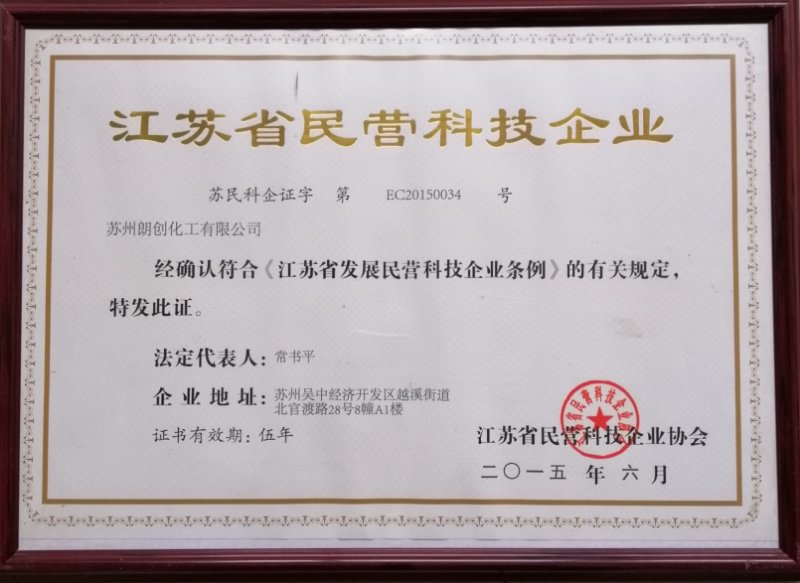 江苏省民营科技企业
苏民科企证字 第 EC20150034 号
苏州朗创化工有限公司
经确认符合《江苏省发展民营科技企业条例》的有关规定，
特发此证。
法定代表人：常书平
企业地址：苏州吴中经济开发区越溪街道
北官渡路28号8幢A1楼
证书有效期：伍年
江苏省民营科技企业协会
二〇一五 年 六 月